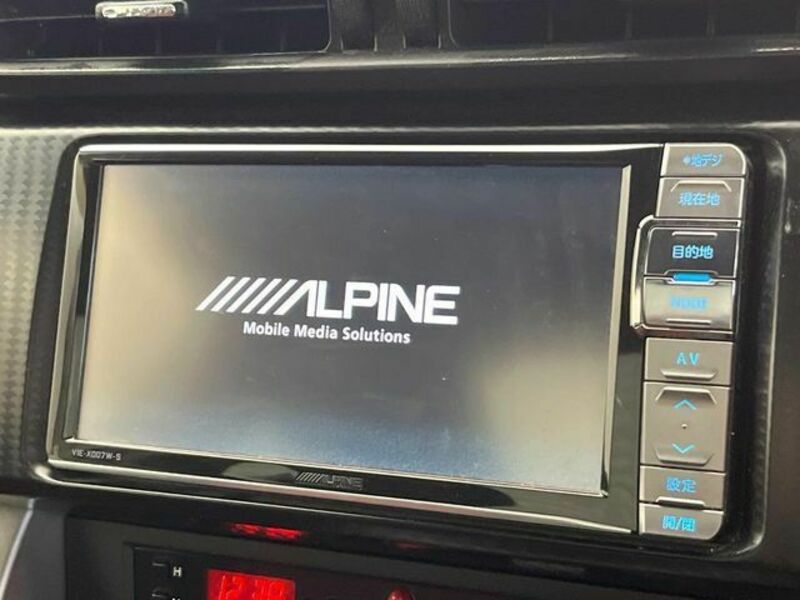 地デジ
現在地
目的地
NAVI
ALPINE
Mobile Media Solutions
AV
設定
開/閉
VIE-X007W-S
ALPINE
H